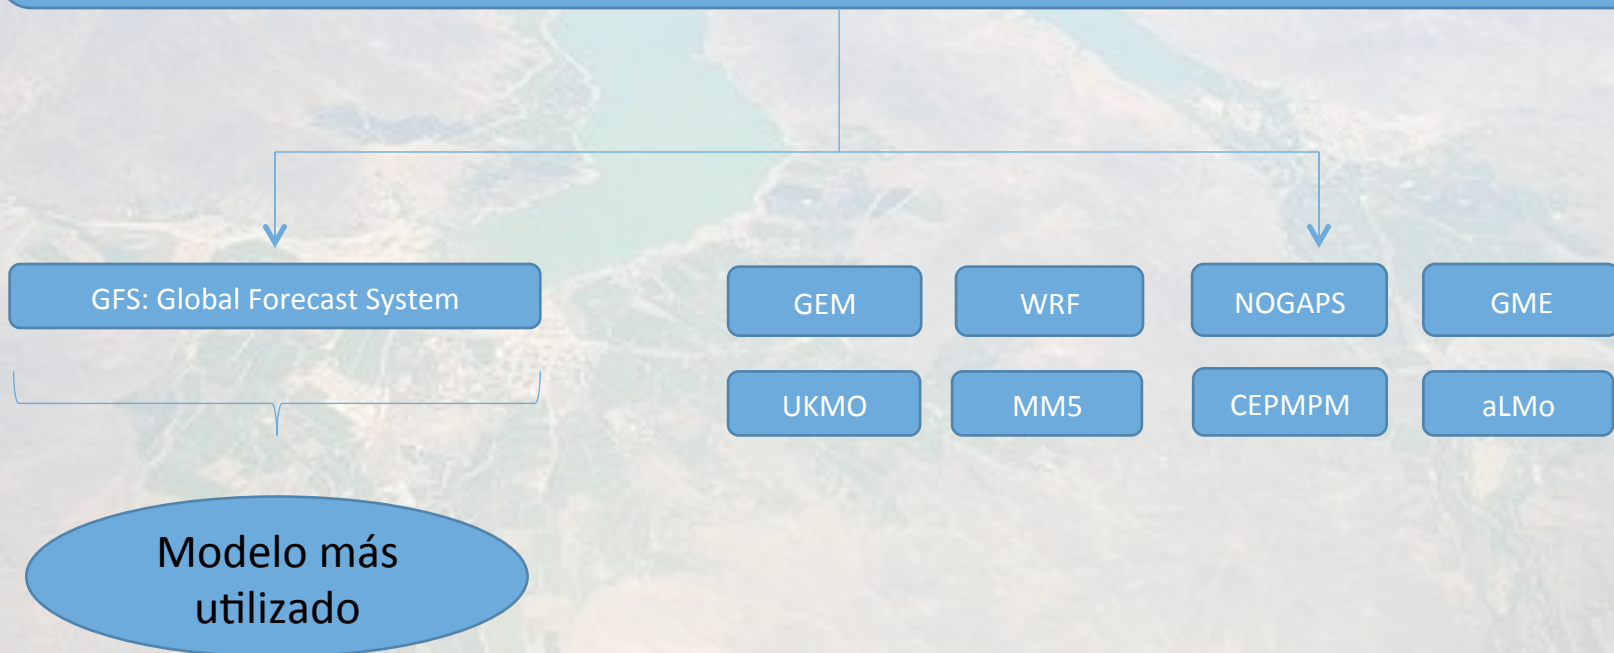 GFS: Global Forecast System
GEM
WRF
NOGAPS
GME
UKMO
MM5
CEPMPM
aLMo
Modelo más
utilizado